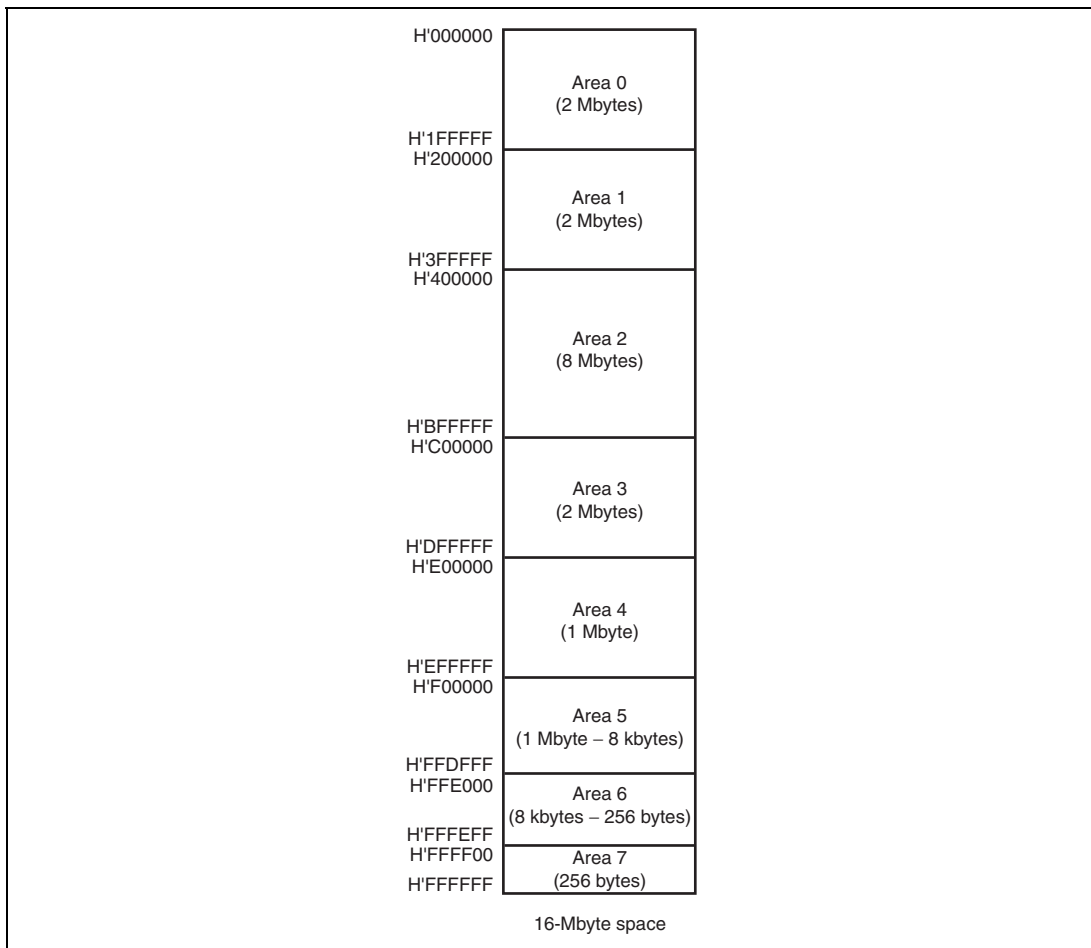 H'000000
Area 0
(2 Mbytes)
H'1FFFFF
H'200000
Area 1
(2 Mbytes)
H'3FFFFF
H'400000
Area 2
(8 Mbytes)
H'BFFFFF
H'C00000
Area 3
(2 Mbytes)
H'DFFFFF
H'E00000
Area 4
(1 Mbyte)
H'EFFFFF
H'F00000
Area 5
(1 Mbyte – 8 kbytes)
H'FFDFFF
H'FFE000
Area 6
(8 kbytes – 256 bytes)
H'FFFEFF
H'FFFF00
Area 7
(256 bytes)
H'FFFFFF
16-Mbyte space